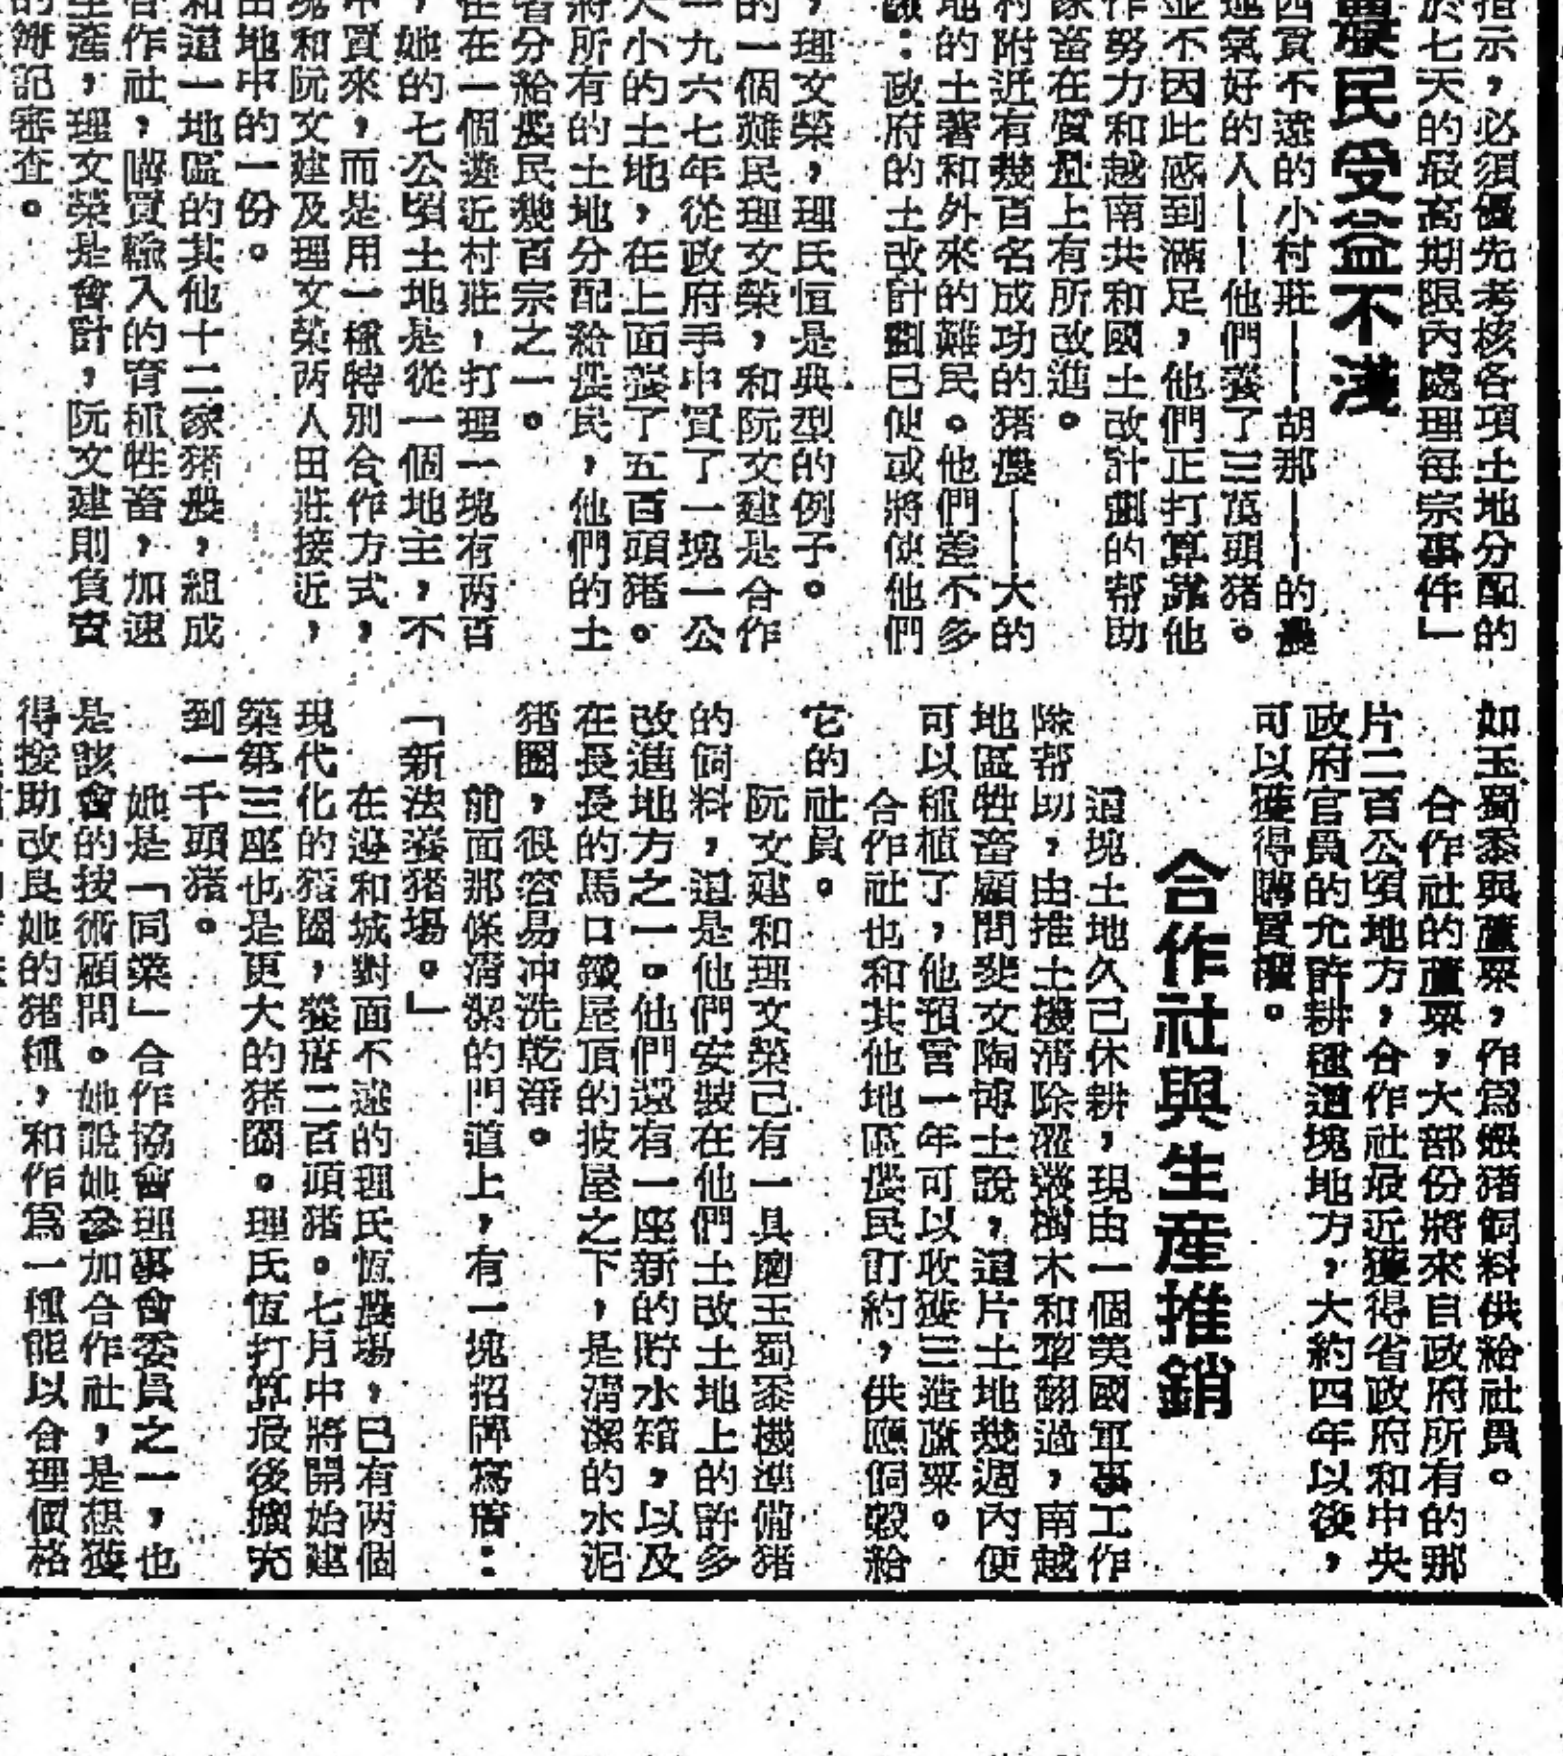 指示，必須優先考核各項土地分配的
於七天的最高期限內處理每宗事件」
農民受益不淺
西貢不遠的小村莊——胡那——的農
運氣好的人——他們養了三萬頭猪。
並不因此感到滿足，他們正打算靠他
作努力和越南共和國土改計劃的帮助
家畜在質量上有所改進。
村附近有幾百名成功的猪農——大的
地的土著和外來的難民。他們差不多
：政府的土改計劃已使或將使他們
，理文榮，理氏恒是典型的例子。
的一個難民理文榮，和阮文建是合作
一九六七年從政府手中買了一塊一公
大小的土地，在上面養了五百頭猪。
將所有的土地分配給農民，他們的土
者分給農民幾百宗之一。
在在一個遊近村莊，打理一塊有两百
，她的七公頃土地是從一個地主，不
中買來，而是用一種特別合作方式，
塊和阮文建及理文榮两人田莊接近，
由地中的一份。
和這一地區的其他十二家猪農，組成
合作社，購買輸入的育種牲畜，加速
生產，理文榮是會計，阮文建則負責
的簿記審查。
如玉蜀黍與蘆粟，作爲餵猪飼料供給社員。
合作社的蘆粟，大部份將來自政府所有的那
片二百公頃地方，合作社最近獲得省政府和中央
政府官員的允許耕種這塊地方，大約四年以後，
可以獲得購買權。
合作社與生産推銷
這塊土地久已休耕，現由一個美國軍事工作
隊帮助，由推土機淸除灌叢樹木和犂翻過，南越
地區牲畜顧問斐文陶博士說，這片土地幾週內便
可以種植了，他預言一年可以收獲三造蘆粟。
合作社也和其他地區農民訂約，供應飼穀給
它的社員。
阮文建和理文榮已有一具磨玉蜀黍機準備猪
的飼料，這是他們安裝在他們土改土地上的許多
改進地方之一。他們還有一座新的貯水箱，以及
在長長的馬口鐵屋頂的披屋之下，是淸潔的水泥
猪圈，很容易冲洗乾淨。
前面那條淸潔的門道上，有一塊招牌寫着：
「新法養猪場。」
在邊和城對面不遠的理氏恆農場，已有两個
現代化的猪圈，養着二百頭猪。七月中將開始建
築第三座也是更大的猪圈。理氏恆打算最後擴充
到一千頭猪。
她是「同業」合作協會理事會委員之一，也
是該會的技術顧問。她說她參加合作社，是想獲
得援助改良她的猪種，和作爲一種能以合理價格